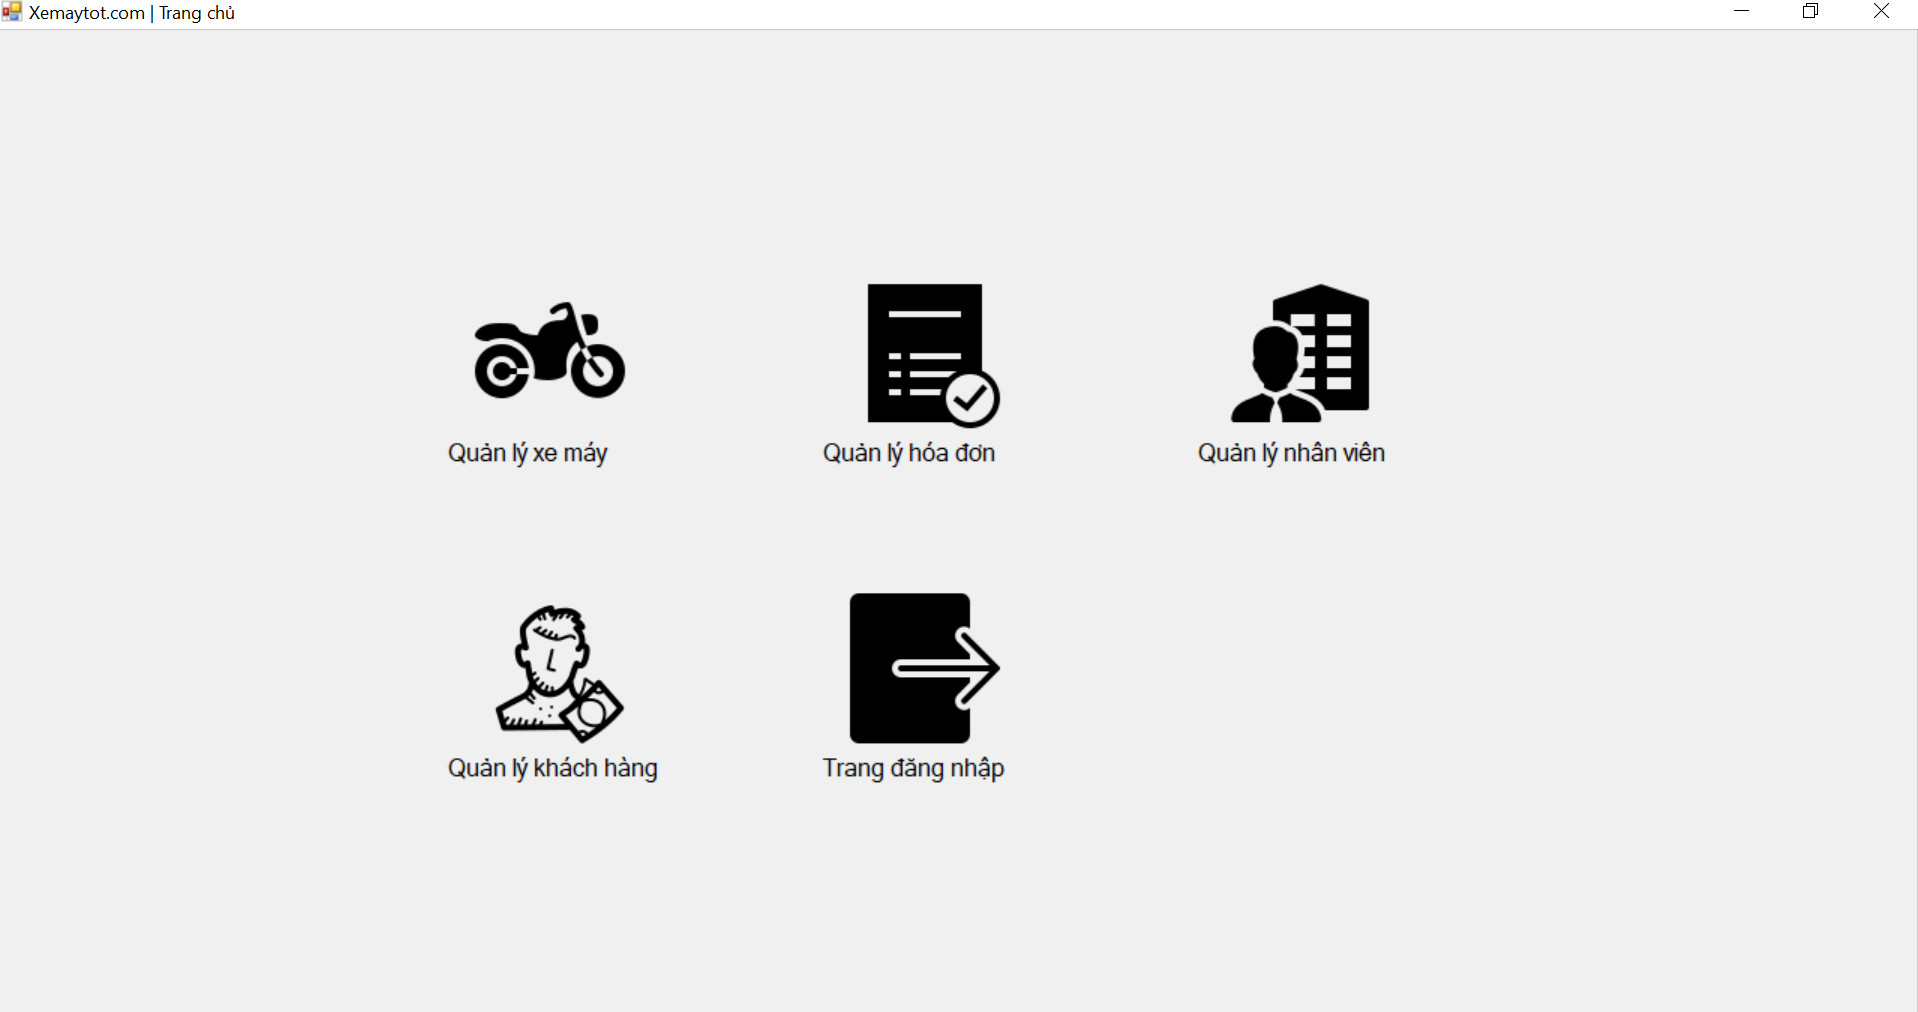 Xemaytot.com | Trang chủ
Quản lý xe máy
Quản lý hóa đơn
Quản lý nhân viên
Quản lý khách hàng
Trang đăng nhập